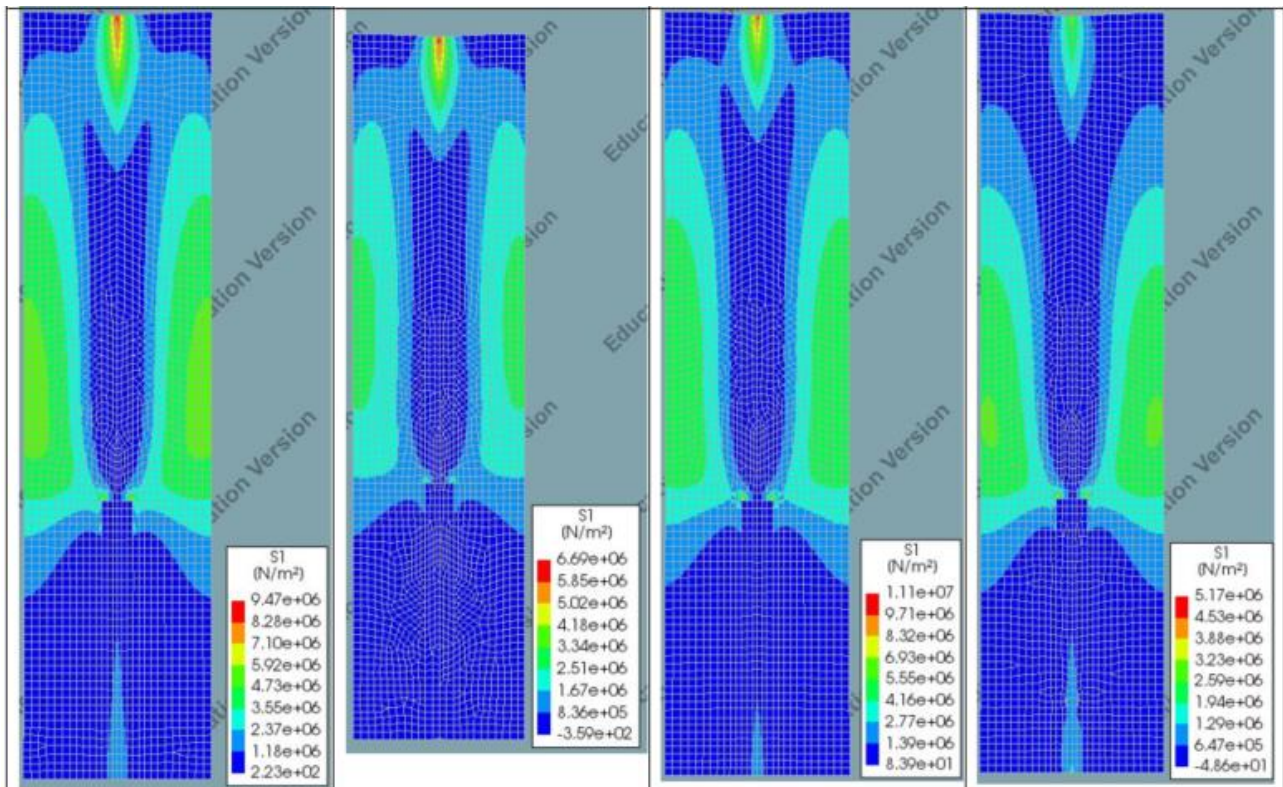 Education Version
Education Version
Education Version
Education Version
S1
(N/m²)
9.47e+06
8.28e+06
7.10e+06
5.92e+06
4.73e+06
3.55e+06
2.37e+06
1.18e+06
2.23e+02
S1
(N/m²)
6.69e+06
5.85e+06
5.02e+06
4.18e+06
3.34e+06
2.51e+06
1.67e+06
8.36e+05
-3.59e+02
S1
(N/m²)
1.11e+07
9.71e+06
8.32e+06
6.93e+06
5.55e+06
4.16e+06
2.77e+06
1.39e+06
8.39e+01
S1
(N/m²)
5.17e+06
4.53e+06
3.88e+06
3.23e+06
2.59e+06
1.94e+06
1.29e+06
6.47e+05
-4.86e+01